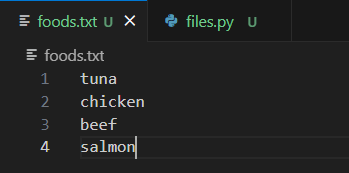 foods.txt U files.py U
foods.txt
1 tuna
2 chicken
3 beef
4 salmon